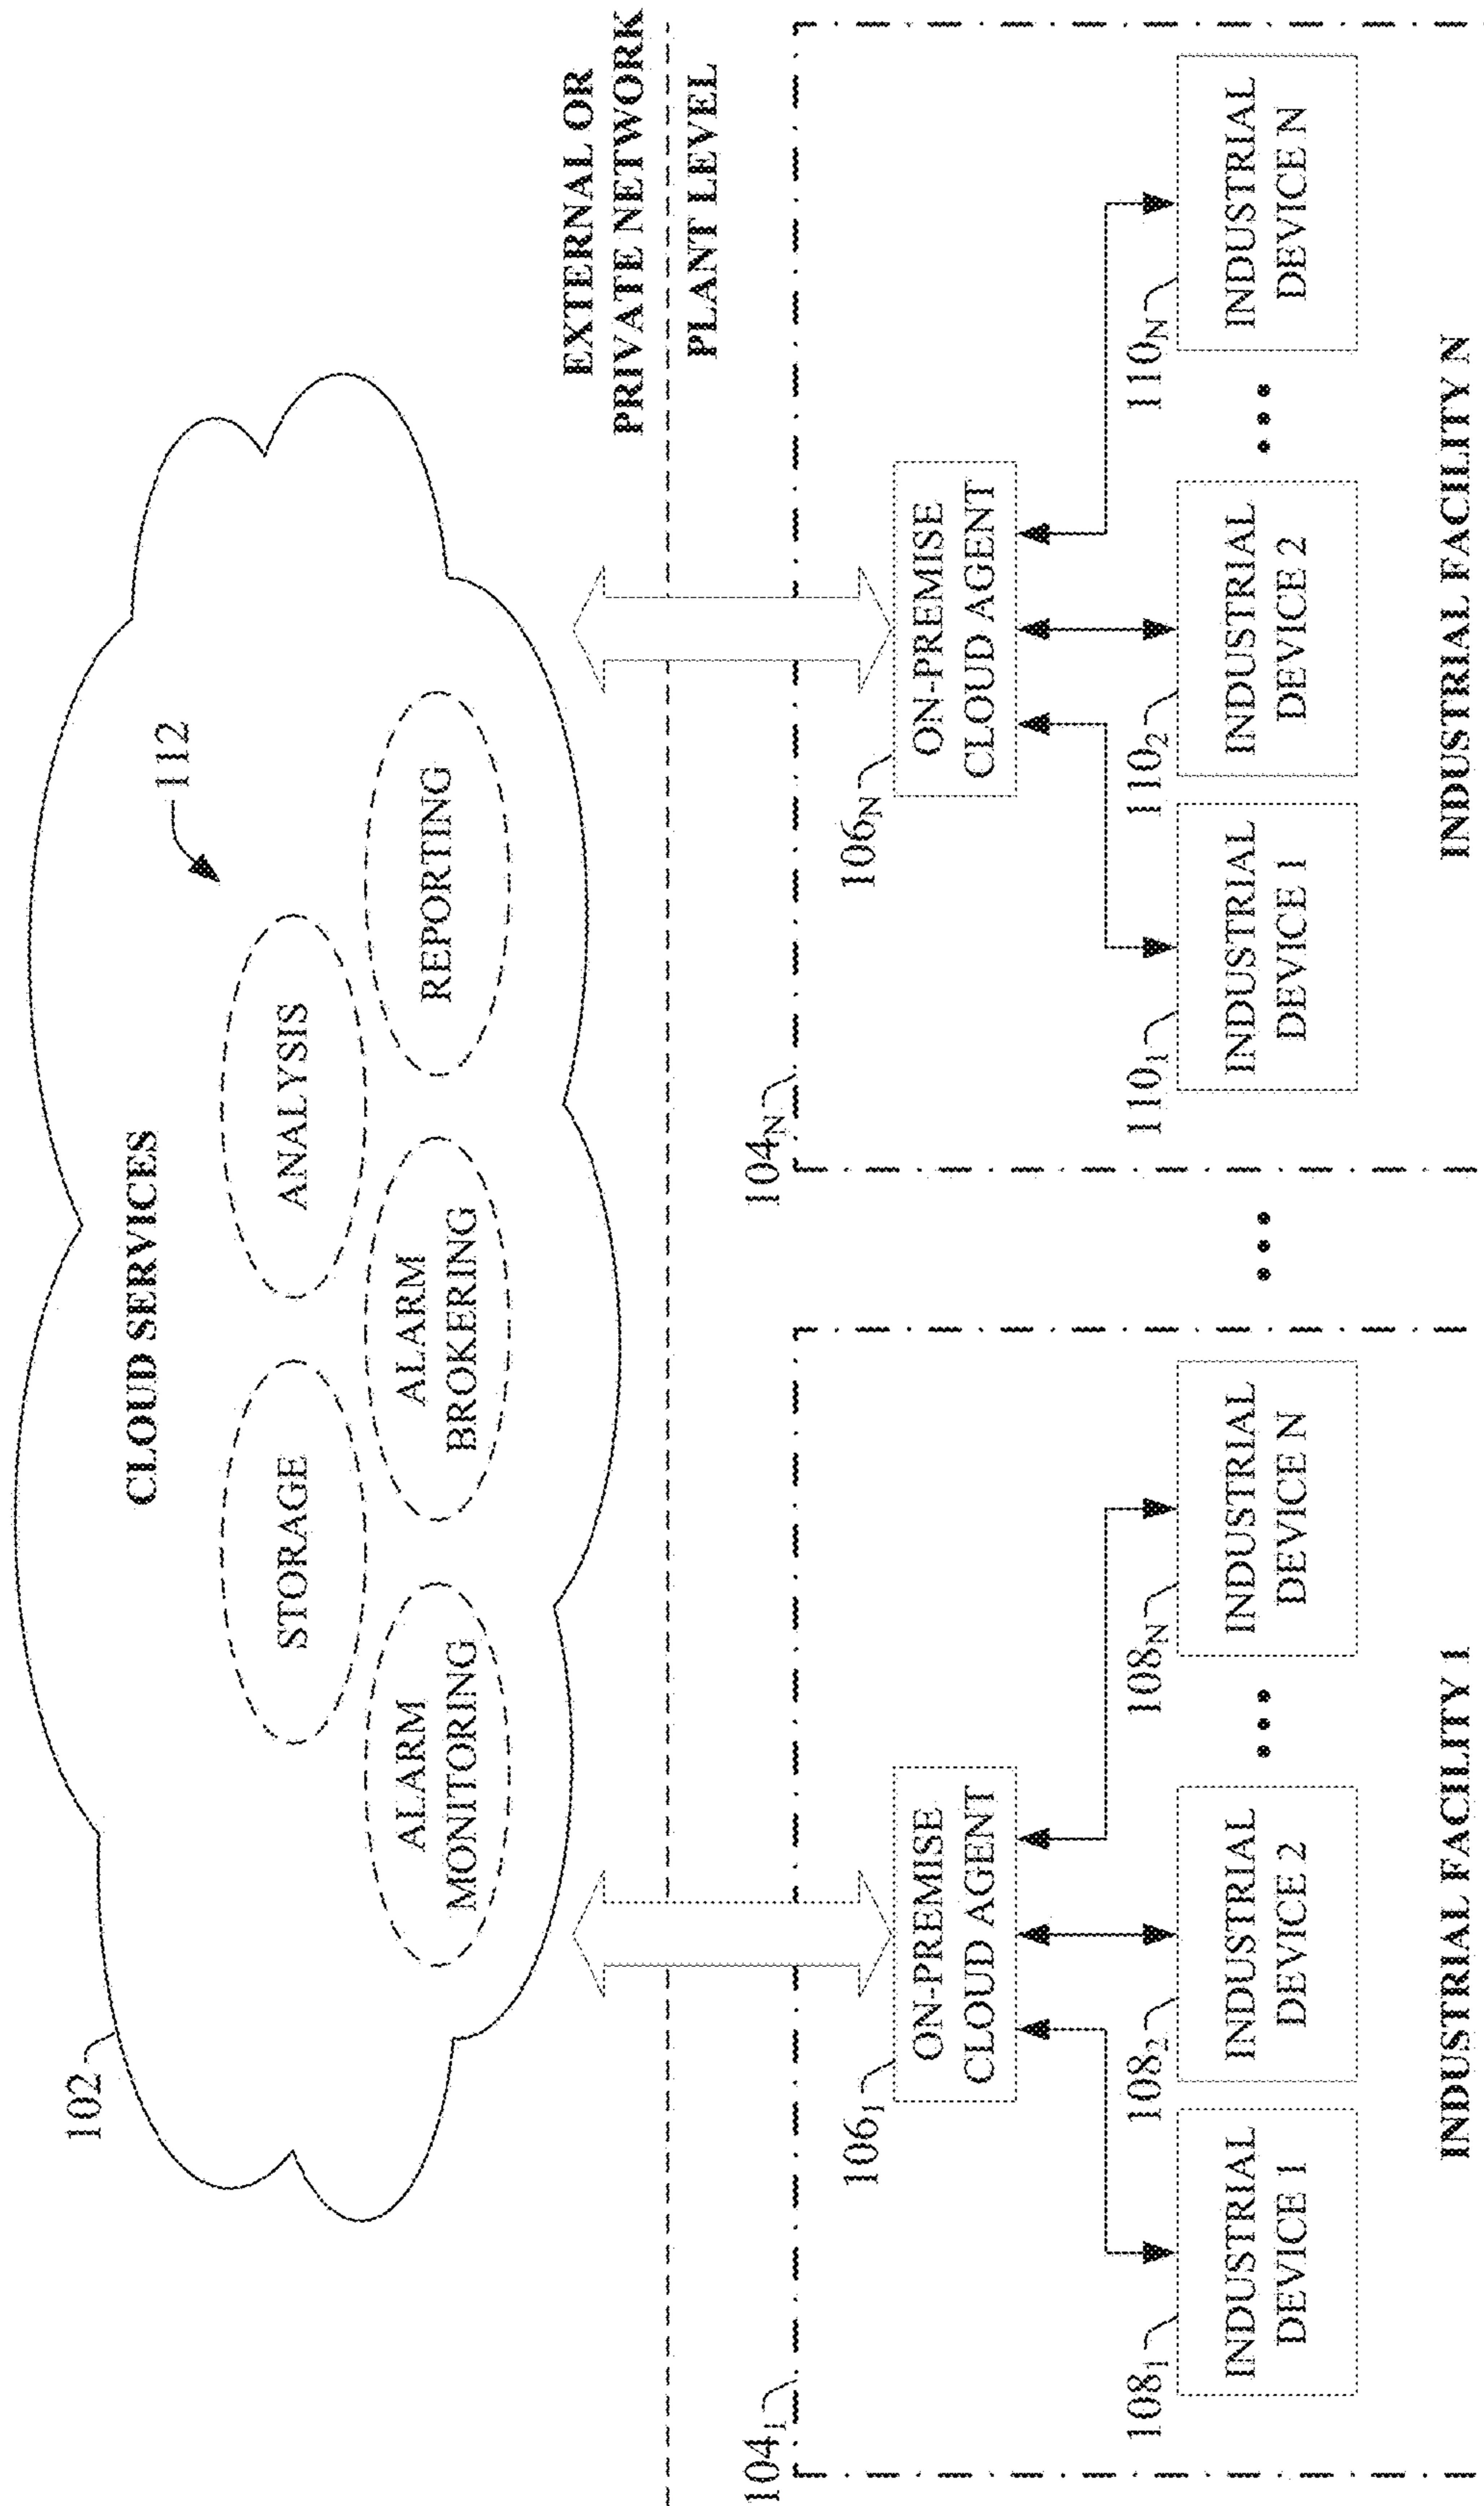 102
CLOUD SERVICES
112
STORAGE
ANALYSIS
ALARM
MONITORING
ALARM
BROKERING
REPORTING
EXTERNAL OR
PRIVATE NETWORK
PLANT LEVEL
104₁
106₁
ON-PREMISE
CLOUD AGENT
108₁
INDUSTRIAL
DEVICE 1
108₂
INDUSTRIAL
DEVICE 2
•••
108N
INDUSTRIAL
DEVICE N
INDUSTRIAL FACILITY 1
•••
104N
106N
ON-PREMISE
CLOUD AGENT
110₁
INDUSTRIAL
DEVICE 1
110₂
INDUSTRIAL
DEVICE 2
•••
110N
INDUSTRIAL
DEVICE N
INDUSTRIAL FACILITY N